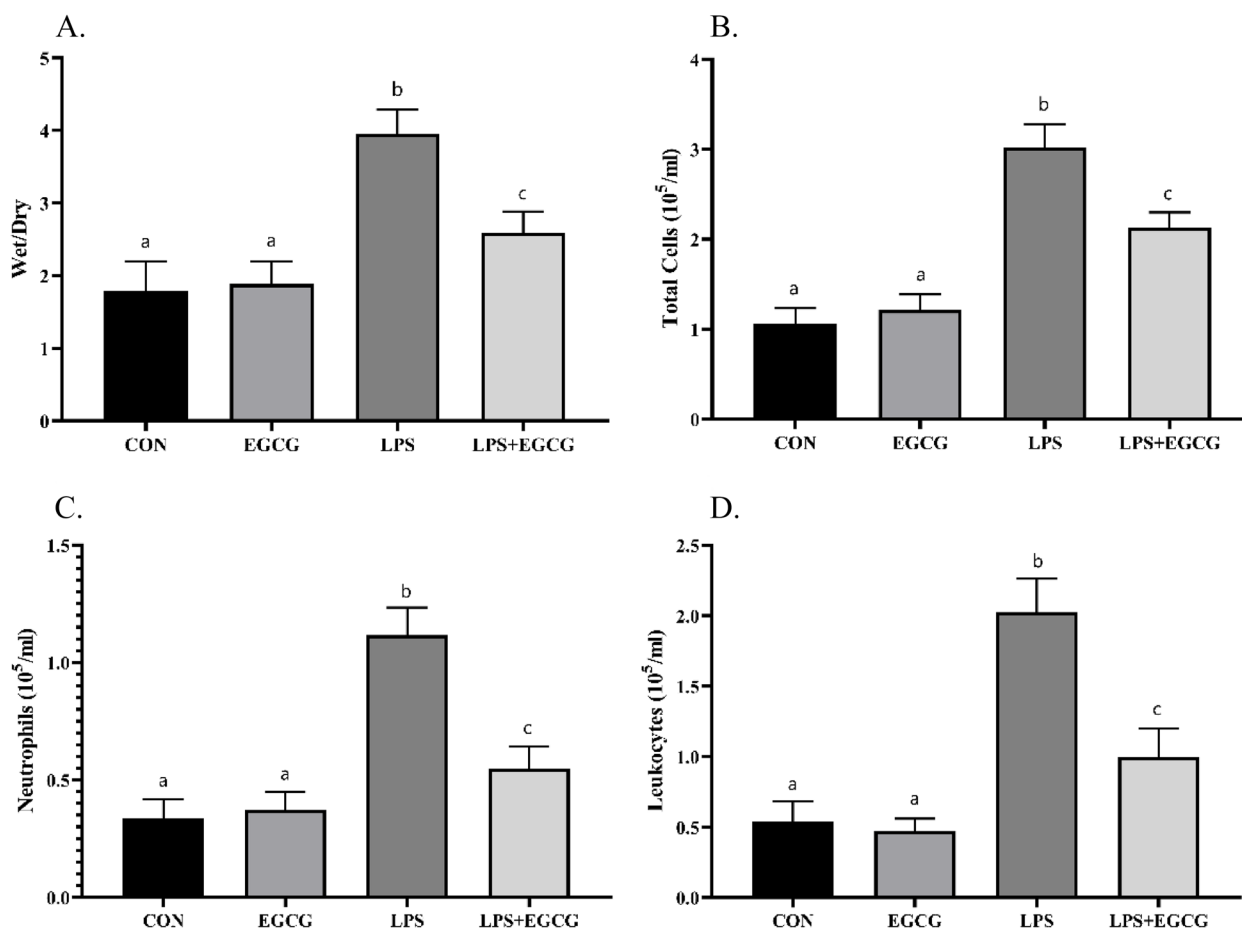 A.
Wet/Dry
5
4
3
2
1
0
a
a
b
c
CON EGCG LPS LPS+EGCG
B.
Total Cells (10⁵/ml)
4
3
2
1
0
a
a
b
c
CON EGCG LPS LPS+EGCG
C.
Neutrophils (10⁵/ml)
1.5
1.0
0.5
0.0
a
a
b
c
CON EGCG LPS LPS+EGCG
D.
Leukocytes (10⁵/ml)
2.5
2.0
1.5
1.0
0.5
0.0
a
a
b
c
CON EGCG LPS LPS+EGCG